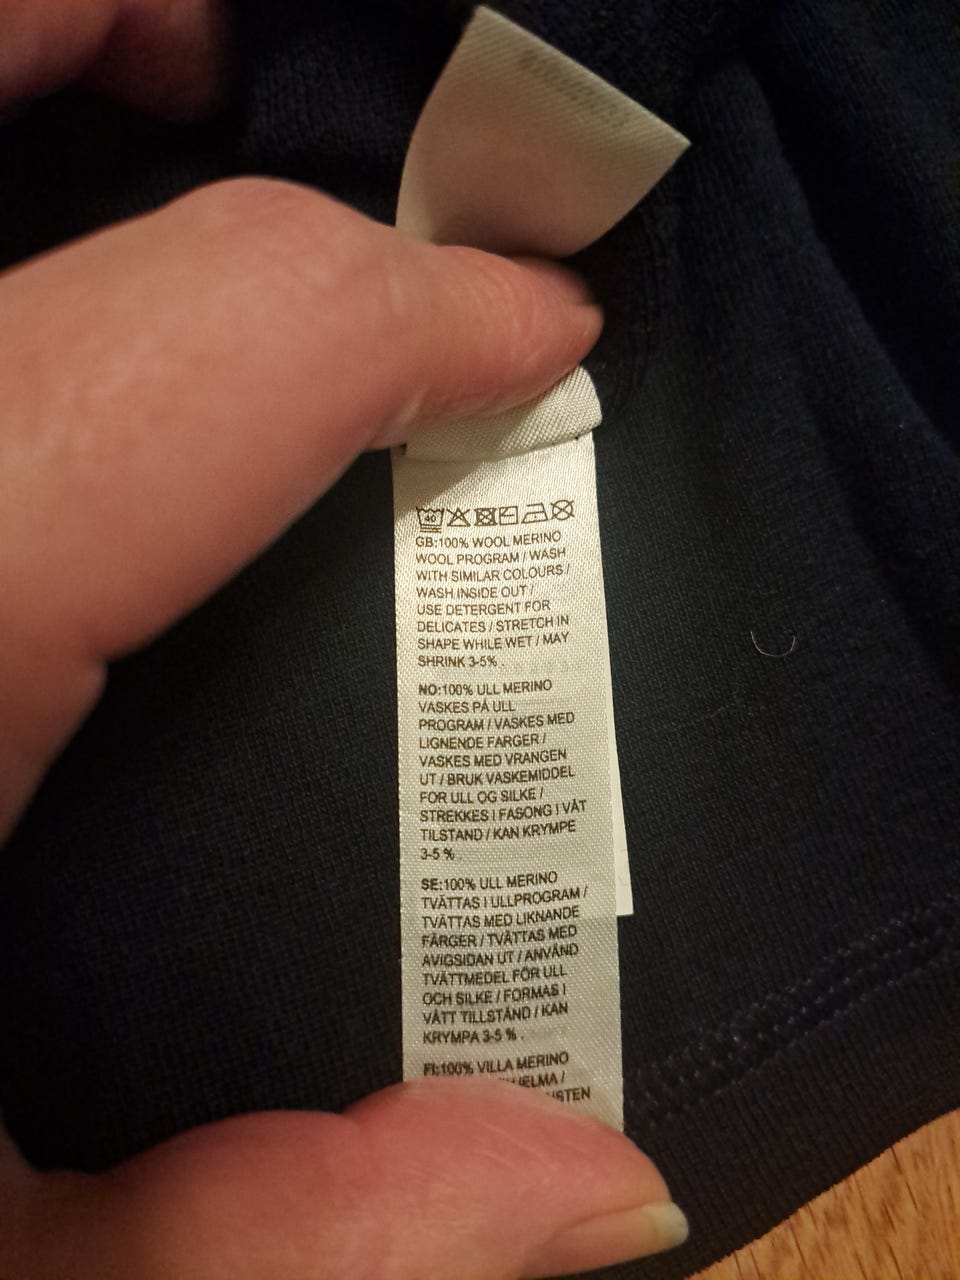 40
GB:100% WOOL MERINO
WOOL PROGRAM / WASH
WITH SIMILAR COLOURS /
WASH INSIDE OUT /
USE DETERGENT FOR
DELICATES / STRETCH IN
SHAPE WHILE WET / MAY
SHRINK 3-5% .
NO:100% ULL MERINO
VASKES PÅ ULL
PROGRAM / VASKES MED
LIGNENDE FARGER /
VASKES MED VRANGEN
UT / BRUK VASKEMIDDEL
FOR ULL OG SILKE /
STREKKES I FASONG I VÅT
TILSTAND / KAN KRYMPE
3-5 % .
SE:100% ULL MERINO
TVÄTTAS I ULLPROGRAM /
TVÄTTAS MED LIKNANDE
FÄRGER / TVÄTTAS MED
AVIGSIDAN UT / ANVÄND
TVÄTTMEDEL FÖR ULL
OCH SILKE / FORMAS I
VÅTT TILLSTÅND / KAN
KRYMPA 3-5 % .
FI:100% VILLA MERINO